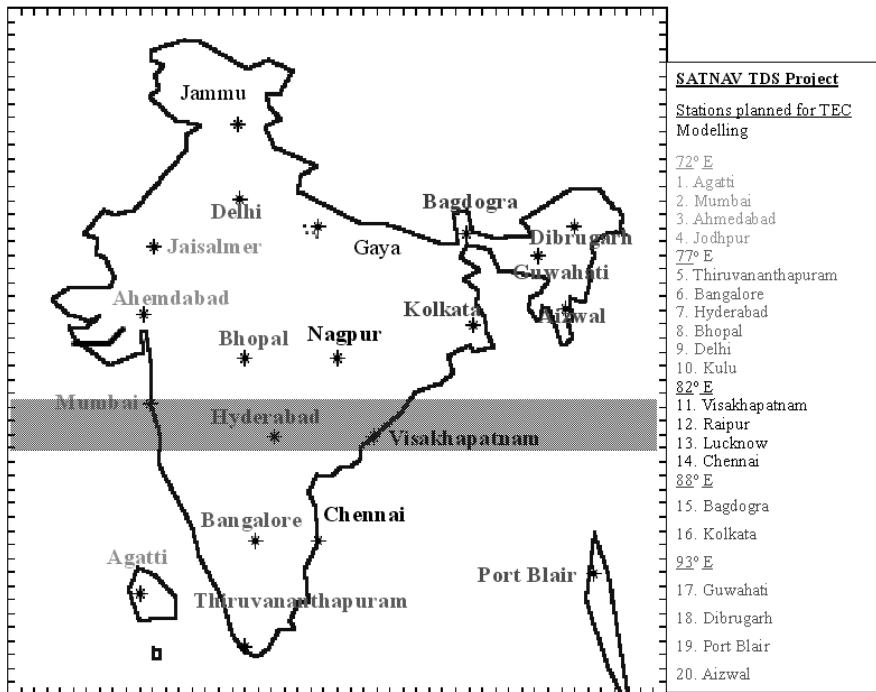 Jammu
Delhi
Bagdogra
Jaisalmer
Gaya
Dibrugarh
Guwahati
Ahemdabad
Kolkata
Aizwal
Bhopal
Nagpur
Mumbai
Hyderabad
Visakhapatnam
Bangalore
Chennai
Agatti
Port Blair
Thiruvananthapuram
SATNAV TDS Project
Stations planned for TEC
Modelling
72° E
1. Agatti
2. Mumbai
3. Ahmedabad
4. Jodhpur
77° E
5. Thiruvananthapuram
6. Bangalore
7. Hyderabad
8. Bhopal
9. Delhi
10. Kulu
82° E
11. Visakhapatnam
12. Raipur
13. Lucknow
14. Chennai
88° E
15. Bagdogra
16. Kolkata
93° E
17. Guwahati
18. Dibrugarh
19. Port Blair
20. Aizwal